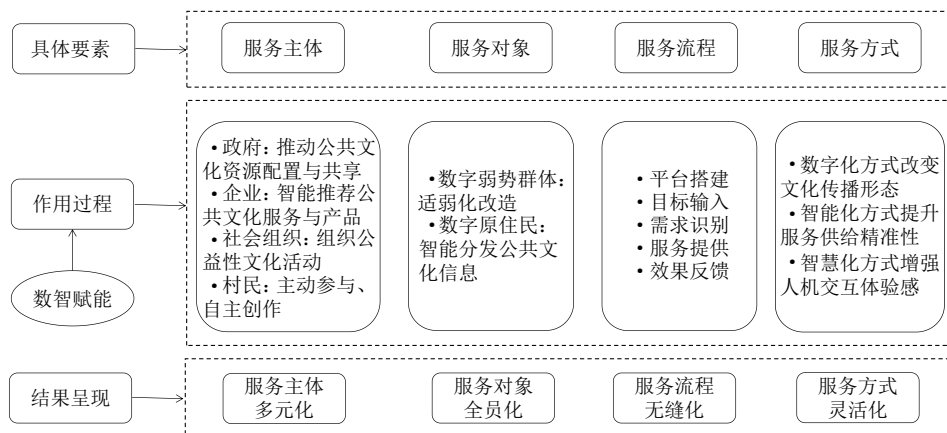 具体要素
服务主体
服务对象
服务流程
服务方式
作用过程
数智赋能
•政府：推动公共文
化资源配置与共享
•企业：智能推荐公
共文化服务与产品
•社会组织：组织公
益性文化活动
•村民：主动参与、
自主创作
•数字弱势群体：
适弱化改造
•数字原住民：
智能分发公共文
化信息
•平台搭建
•目标输入
•需求识别
•服务提供
•效果反馈
•数字化方式改变
文化传播形态
•智能化方式提升
服务供给精准性
•智慧化方式增强
人机交互体验感
结果呈现
服务主体
多元化
服务对象
全员化
服务流程
无缝化
服务方式
灵活化